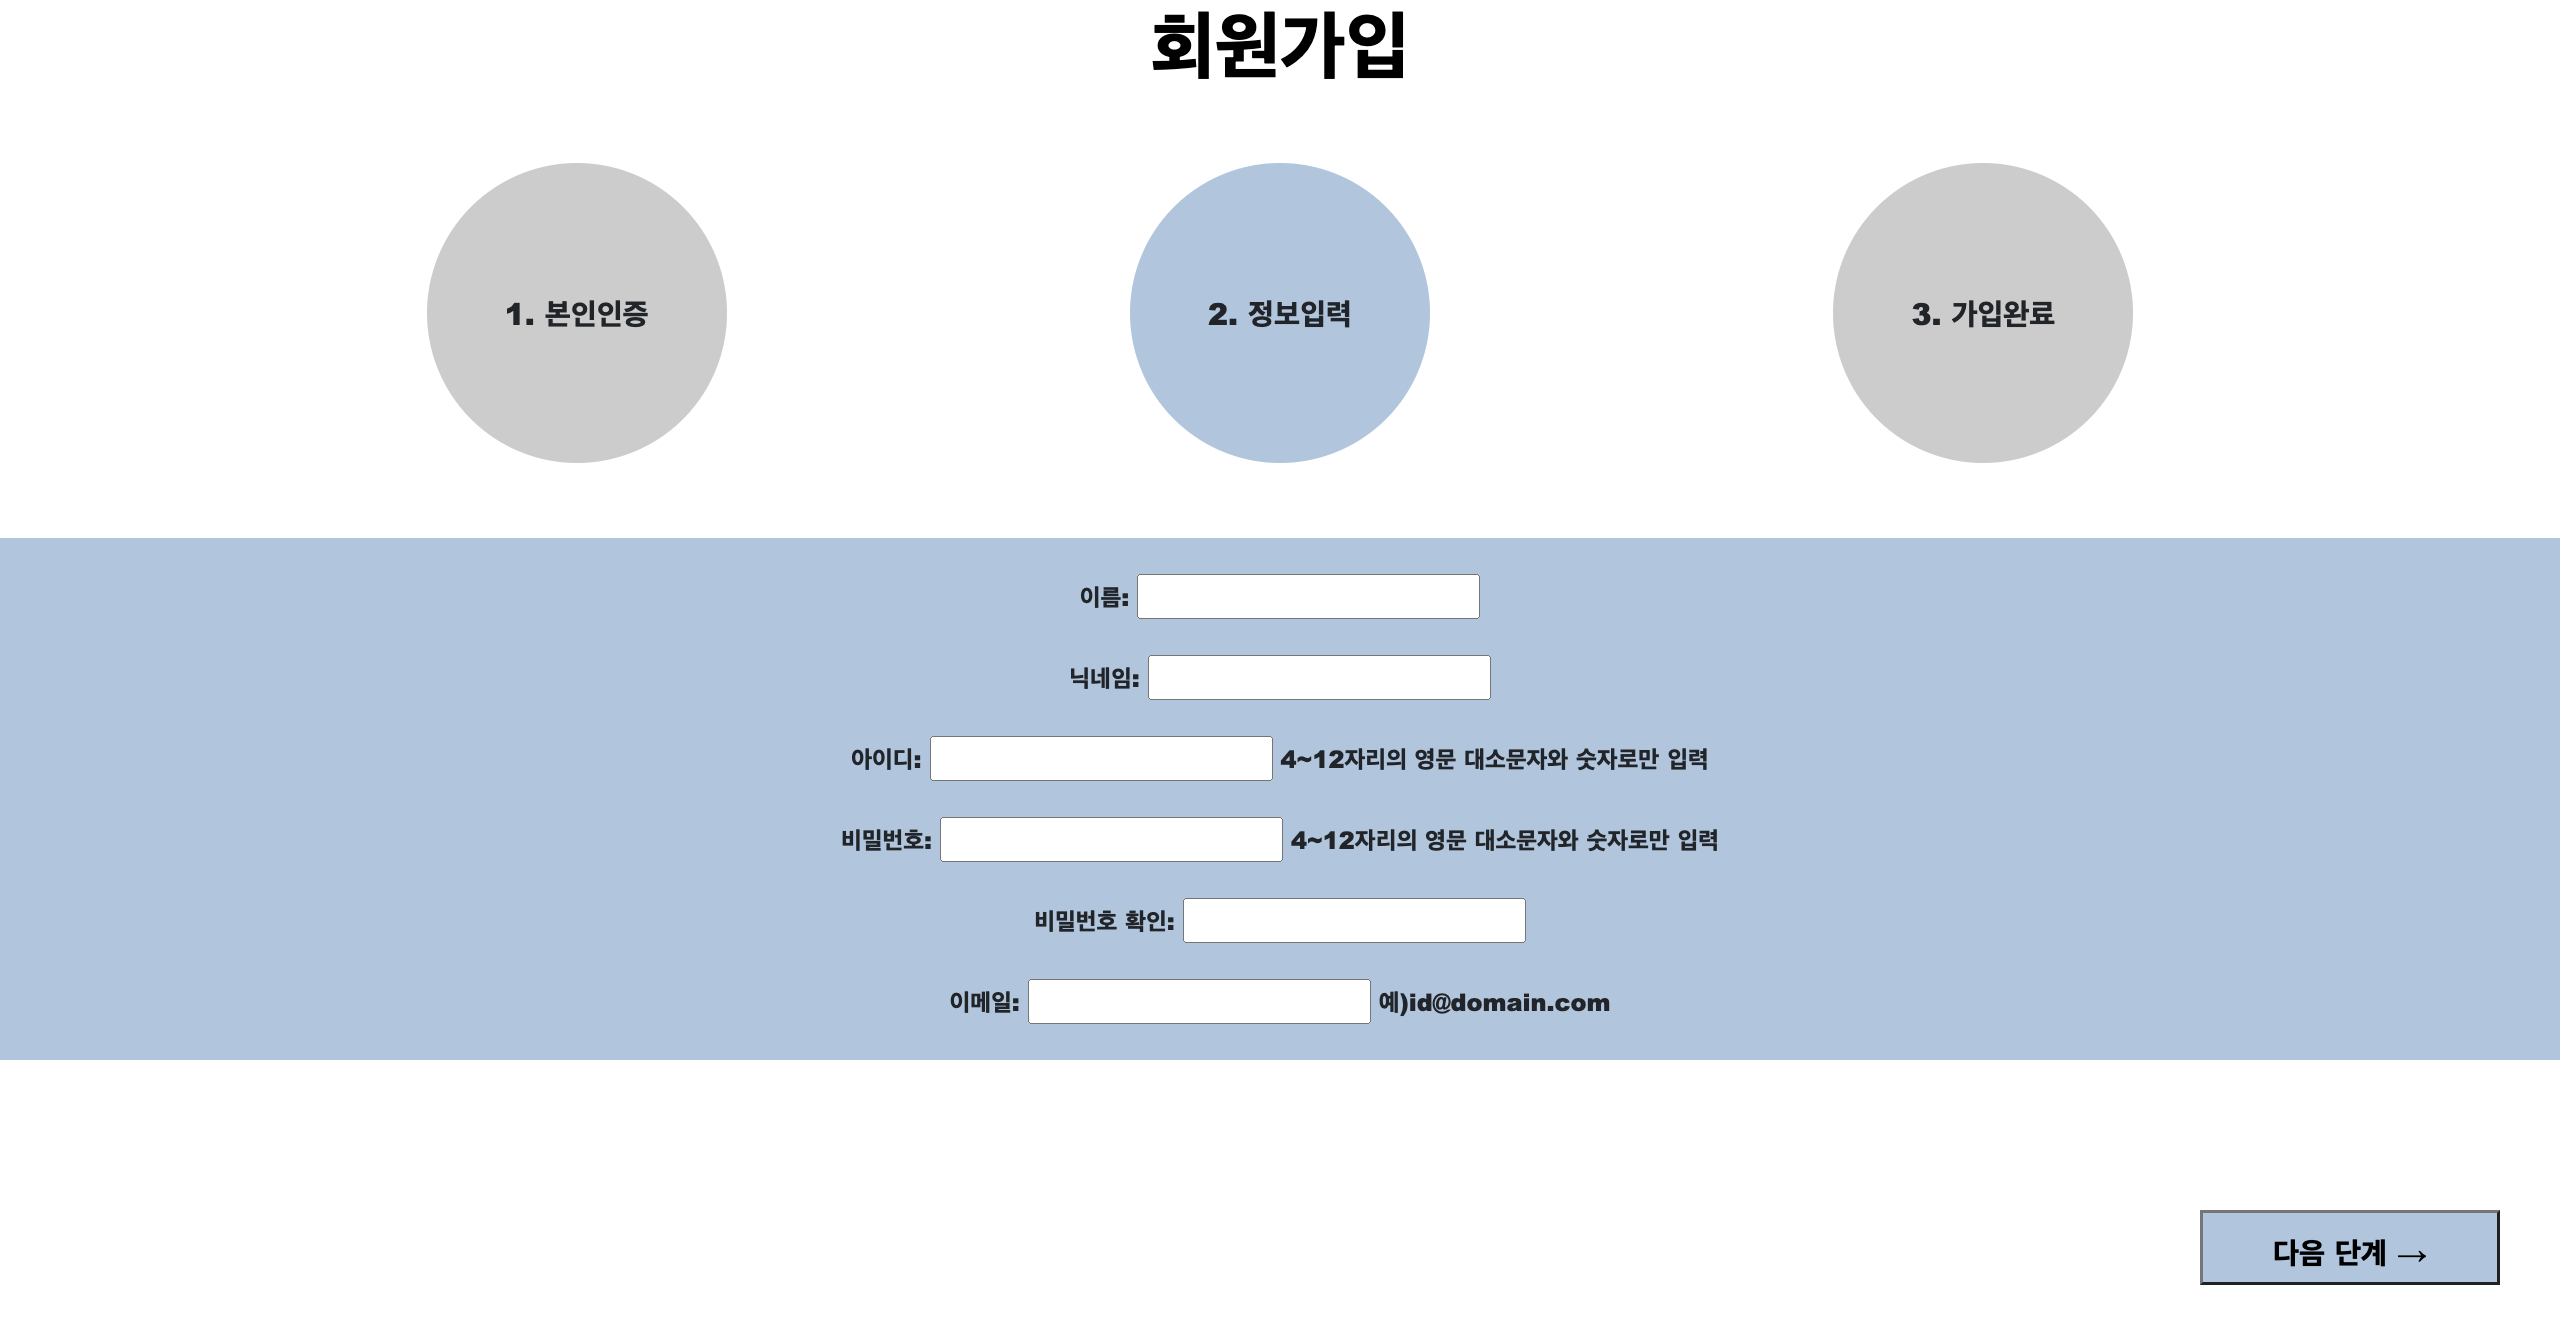 회원가입
1. 본인인증
2. 정보입력
3. 가입완료
이름:
닉네임:
아이디: 4~12자리의 영문 대소문자와 숫자로만 입력
비밀번호: 4~12자리의 영문 대소문자와 숫자로만 입력
비밀번호 확인:
이메일: 예)id@domain.com
다음 단계 →